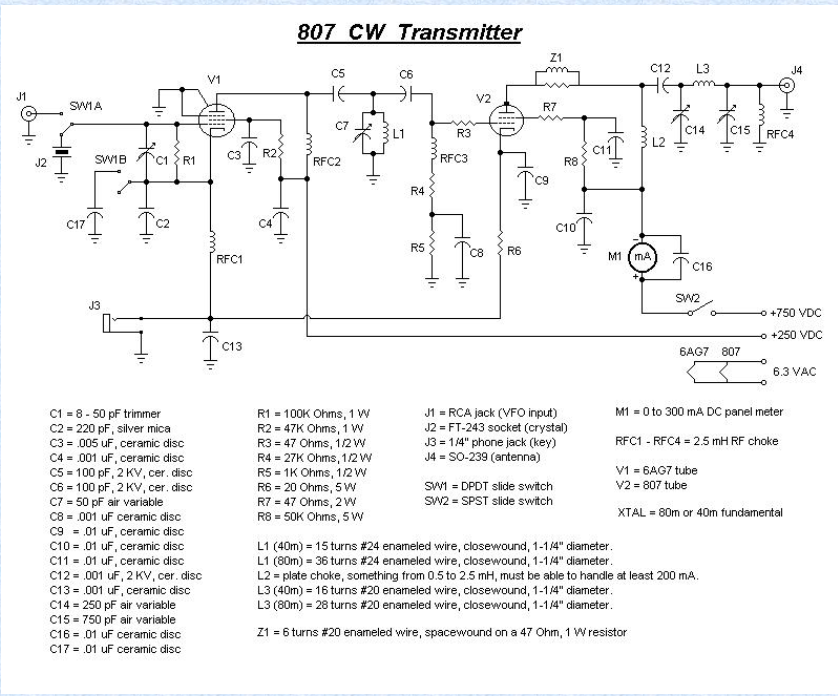 807 CW Transmitter
Z1
V1
C5
C6
C12
L3
J4
J1
SW1A
V2
R7
C7
L1
R3
C14
C15
RFC4
J2
SW1B
C1
R1
C3
R2
RFC2
RFC3
R8
C11
L2
C9
R4
C17
C2
C4
C10
R5
C8
R6
RFC1
M1
mA
-
+
C16
SW2
J3
+750 VDC
+250 VDC
C13
6AG7
807
6.3 VAC
C1 = 8 - 50 pF trimmer
C2 = 220 pF, silver mica
C3 = .005 uF, ceramic disc
C4 = .001 uF, ceramic disc
C5 = 100 pF, 2 KV, cer. disc
C6 = 100 pF, 2 KV, cer. disc
C7 = 50 pF air variable
C8 = .001 uF ceramic disc
C9 = .01 uF, ceramic disc
C10 = .01 uF, ceramic disc
C11 = .01 uF, ceramic disc
C12 = .001 uF, 2 KV, cer. disc
C13 = .001 uF, ceramic disc
C14 = 250 pF air variable
C15 = 750 pF air variable
C16 = .01 uF ceramic disc
C17 = .01 uF ceramic disc
R1 = 100K Ohms, 1 W
R2 = 47K Ohms, 1 W
R3 = 47 Ohms, 1/2 W
R4 = 27K Ohms, 1/2W
R5 = 1K Ohms, 1/2 W
R6 = 20 Ohms, 5 W
R7 = 47 Ohms, 2 W
R8 = 50K Ohms, 5 W
J1 = RCA jack (VFO input)
J2 = FT-243 socket (crystal)
J3 = 1/4" phone jack (key)
J4 = SO-239 (antenna)
SW1 = DPDT slide switch
SW2 = SPST slide switch
M1 = 0 to 300 mA DC panel meter
RFC1 - RFC4 = 2.5 mH RF choke
V1 = 6AG7 tube
V2 = 807 tube
XTAL = 80m or 40m fundamental
L1 (40m) = 15 turns #24 enameled wire, closewound, 1-1/4" diameter.
L1 (80m) = 36 turns #24 enameled wire, closewound, 1-1/4" diameter.
L2 = plate choke, something from 0.5 to 2.5 mH, must be able to handle at least 200 mA.
L3 (40m) = 16 turns #20 enameled wire, closewound, 1-1/4" diameter.
L3 (80m) = 28 turns #20 enameled wire, closewound, 1-1/4" diameter.
Z1 = 6 turns #20 enameled wire, spacewound on a 47 Ohm, 1 W resistor